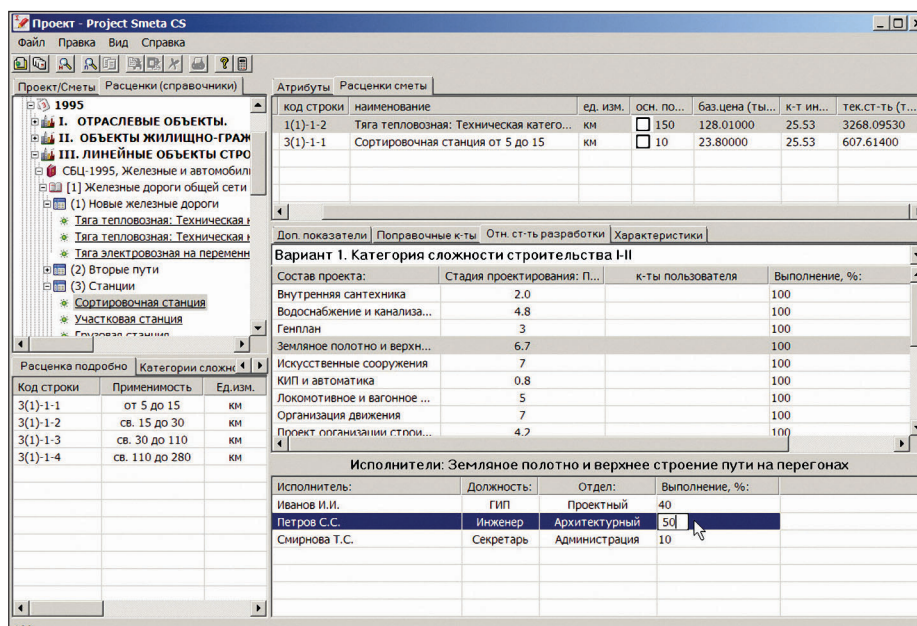 Проект - Project Smeta CS
Файл Правка Вид Справка
Проект/Сметы Расценки (справочники)
1995
I. ОТРАСЛЕВЫЕ ОБЪЕКТЫ.
II. ОБЪЕКТЫ ЖИЛИЩНО-ГРАЖ
III. ЛИНЕЙНЫЕ ОБЪЕКТЫ СТРО
СБЦ-1995, Железные и автомобил
[1] Железные дороги общей сети
(1) Новые железные дороги
Тяга тепловозная: Техническая к
Тяга тепловозная: Техническая к
Тяга электровозная на переменн
(2) Вторые пути
(3) Станции
Сортировочная станция
Участковая станция
Грузовая станция
Расценка подробно Категории сложн
Код строки Применимость Ед.изм.
3(1)-1-1 от 5 до 15 км
3(1)-1-2 св. 15 до 30 км
3(1)-1-3 св. 30 до 110 км
3(1)-1-4 св. 110 до 280 км
Атрибуты Расценки сметы
код строки наименование ед. изм. осн. по... баз.цена (ты... к-т ин... тек.ст-ть (т...
1(1)-1-2 Тяга тепловозная: Техническая катего... км 150 128.01000 25.53 3268.09530
3(1)-1-1 Сортировочная станция от 5 до 15 км 10 23.80000 25.53 607.61400
Доп. показатели Поправочные к-ты Отн. ст-ть разработки Характеристики
Вариант 1. Категория сложности строительства I-II
Состав проекта: Стадия проектирования: П... к-ты пользователя Выполнение, %:
Внутренняя сантехника 2.0 100
Водоснабжение и канализа... 4.8 100
Генплан 3 100
Земляное полотно и верхн... 6.7 100
Искусственные сооружения 7 100
КИП и автоматика 0.8 100
Локомотивное и вагонное ... 5 100
Организация движения 7 100
Проект организации строи... 4.2 100
Исполнители: Земляное полотно и верхнее строение пути на перегонах
Исполнитель: Должность: Отдел: Выполнение, %:
Иванов И.И. ГИП Проектный 40
Петров С.С. Инженер Архитектурный 50
Смирнова Т.С. Секретарь Администрация 10